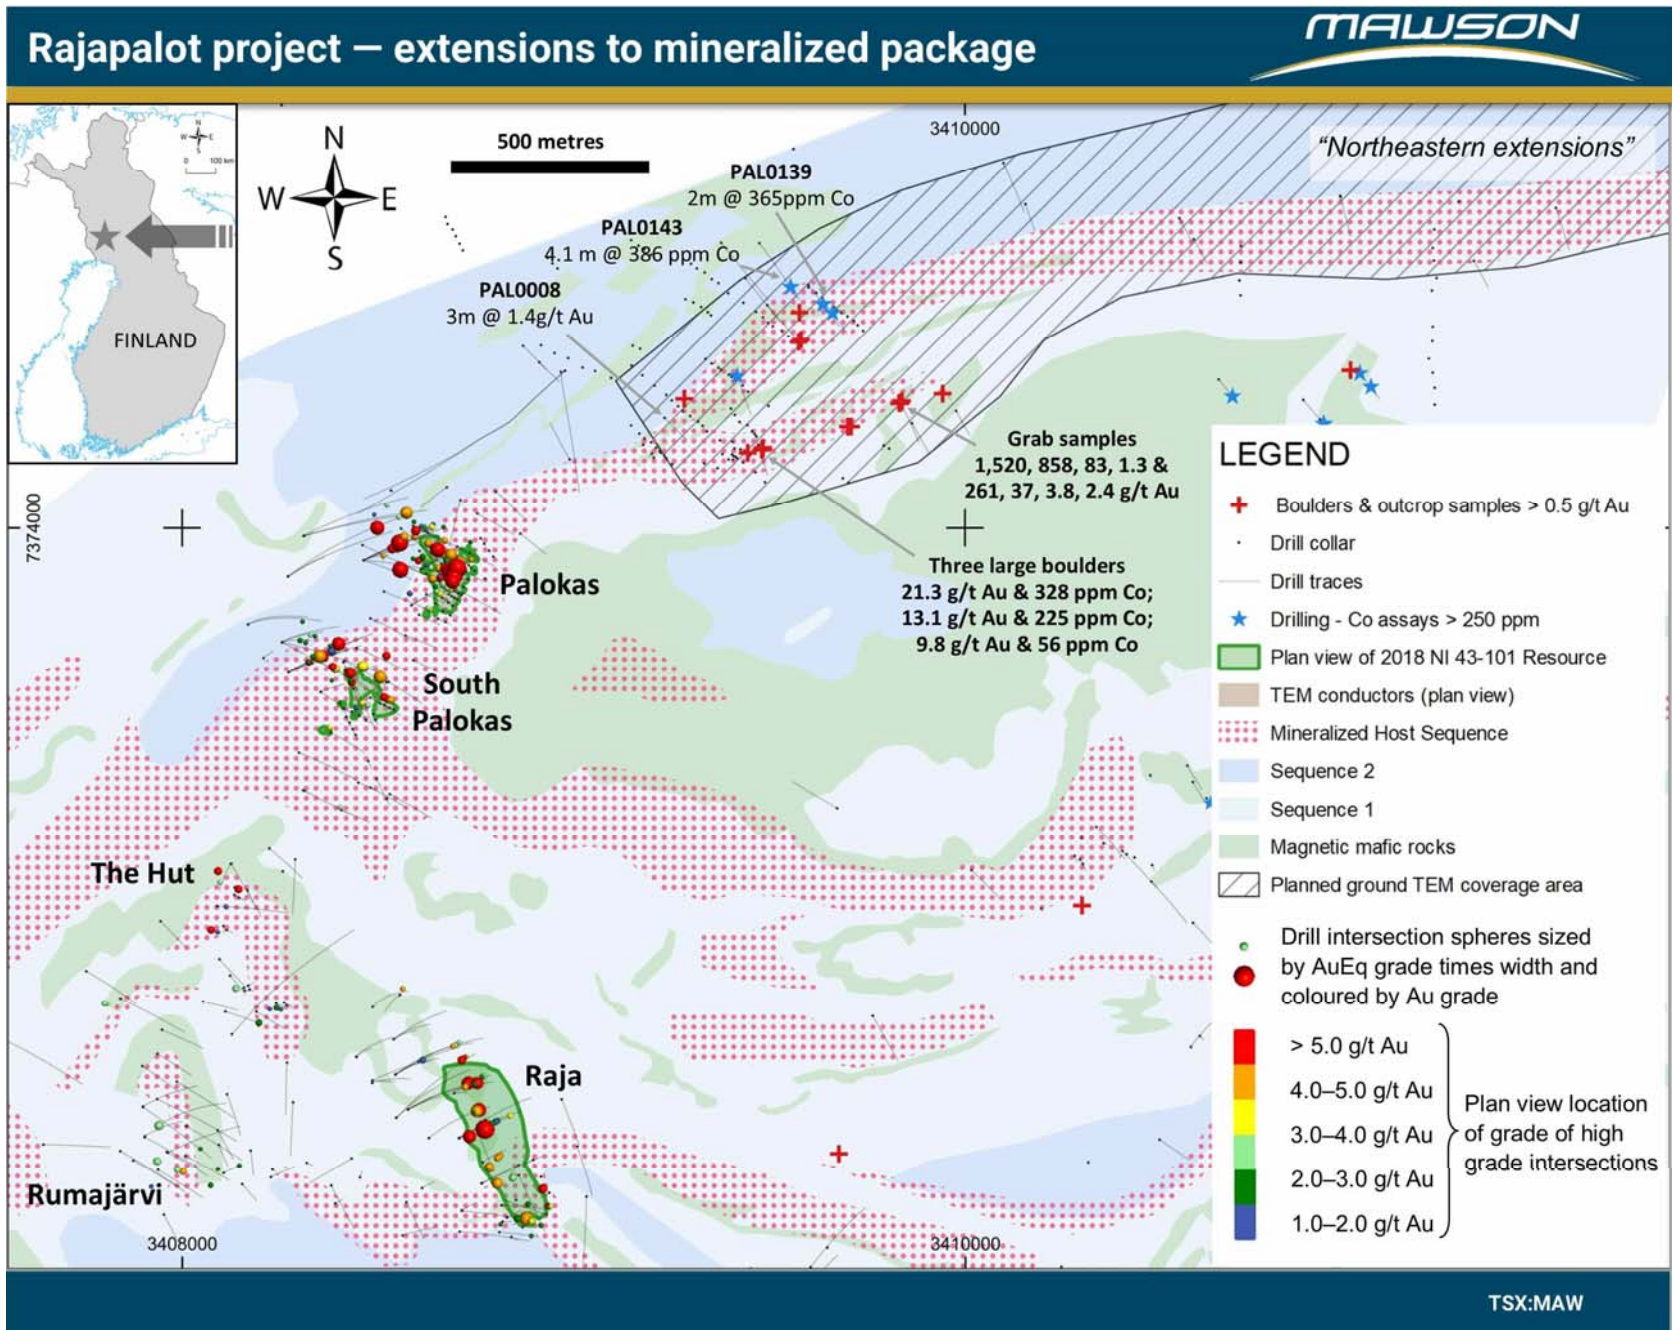 Rajapalot project — extensions to mineralized package
MAWSON
N
W E
S
0 100 km
FINLAND
N
W E
S
500 metres
3410000
"Northeastern extensions"
PAL0139
2m @ 365ppm Co
PAL0143
4.1 m @ 386 ppm Co
PAL0008
3m @ 1.4g/t Au
Grab samples
1,520, 858, 83, 1.3 &
261, 37, 3.8, 2.4 g/t Au
7374000
Three large boulders
21.3 g/t Au & 328 ppm Co;
13.1 g/t Au & 225 ppm Co;
9.8 g/t Au & 56 ppm Co
Palokas
South
Palokas
The Hut
Raja
Rumajärvi
3408000
3410000
LEGEND
Boulders & outcrop samples > 0.5 g/t Au
Drill collar
Drill traces
Drilling - Co assays > 250 ppm
Plan view of 2018 NI 43-101 Resource
TEM conductors (plan view)
Mineralized Host Sequence
Sequence 2
Sequence 1
Magnetic mafic rocks
Planned ground TEM coverage area
Drill intersection spheres sized
by AuEq grade times width and
coloured by Au grade
> 5.0 g/t Au
4.0–5.0 g/t Au
3.0–4.0 g/t Au
2.0–3.0 g/t Au
1.0–2.0 g/t Au
Plan view location
of grade of high
grade intersections
TSX:MAW